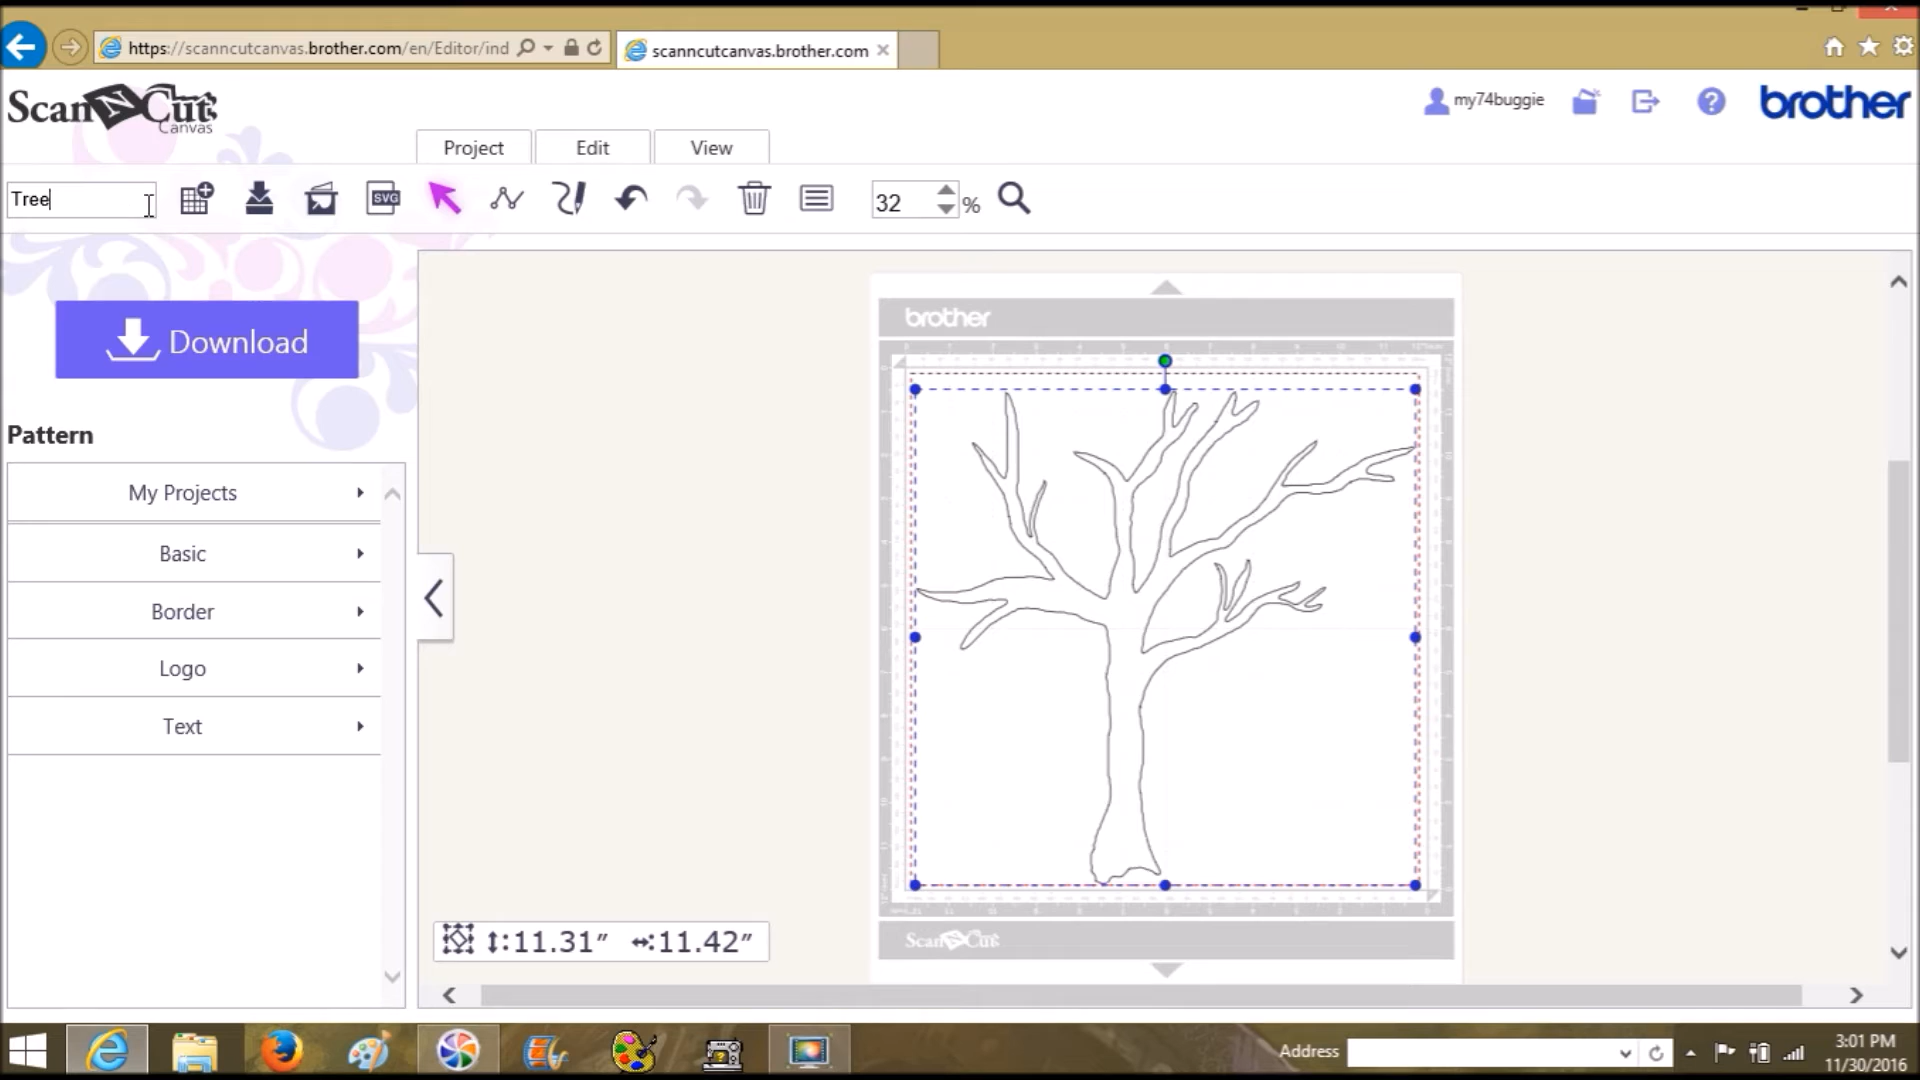 https://scanncutcanvas.brother.com/en/Editor/ind
scanncutcanvas.brother.com
ScanNCut
Canvas
my74buggie
brother
Project
Edit
View
Tree
SVG
32
%
Download
Pattern
My Projects
Basic
Border
Logo
Text
brother
11.31″
11.42″
ScanNCut
Address
3:01 PM
11/30/2016